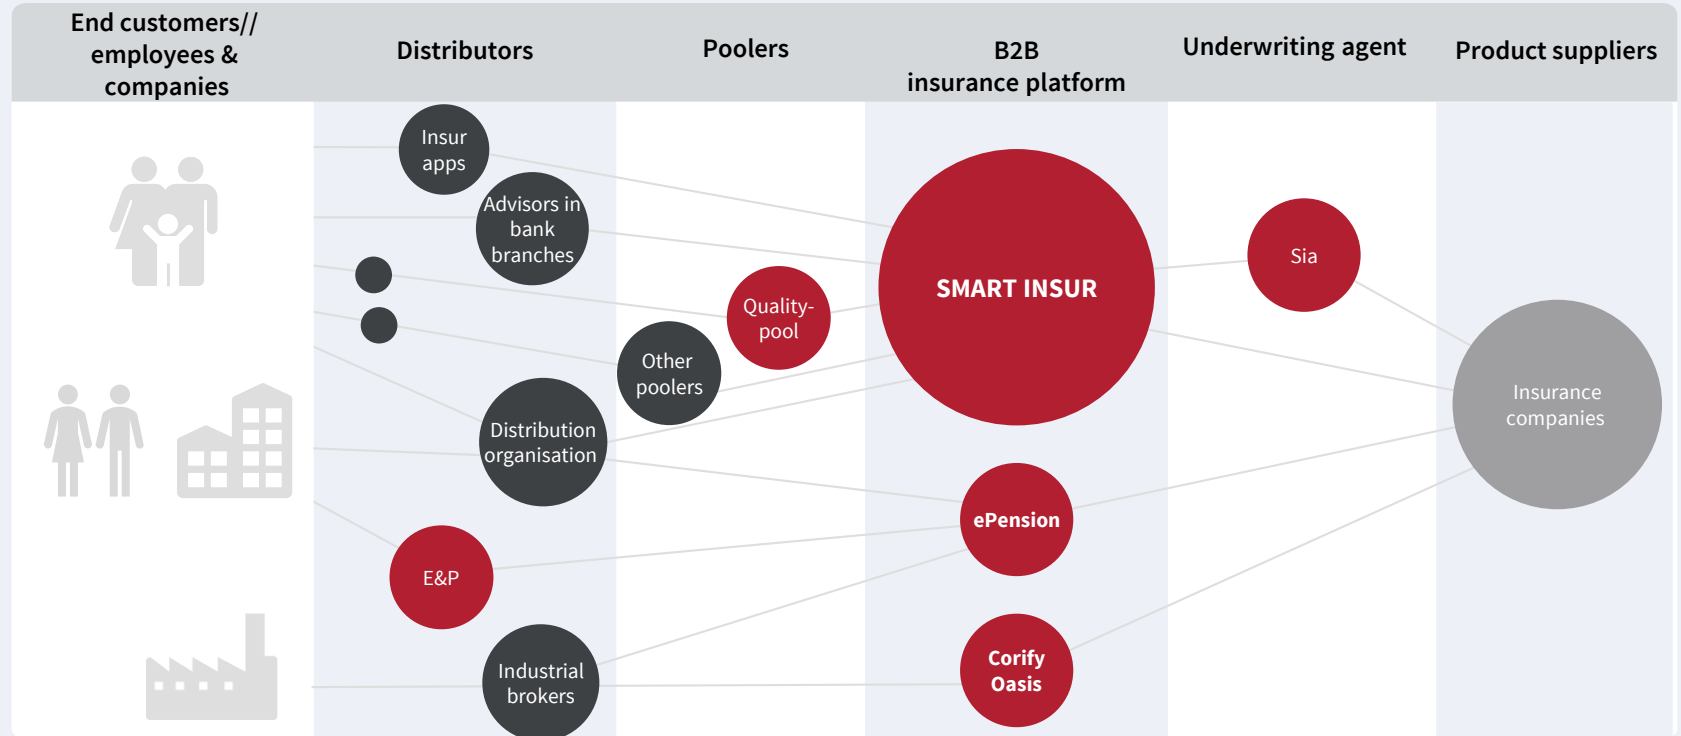 End customers//
employees &
companies
Distributors
Poolers
B2B
insurance platform
Underwriting agent
Product suppliers
Insur
apps
Advisors in
bank
branches
Quality-
pool
Other
poolers
Distribution
organisation
E&P
Industrial
brokers
SMART INSUR
ePension
Corify
Oasis
Sia
Insurance
companies